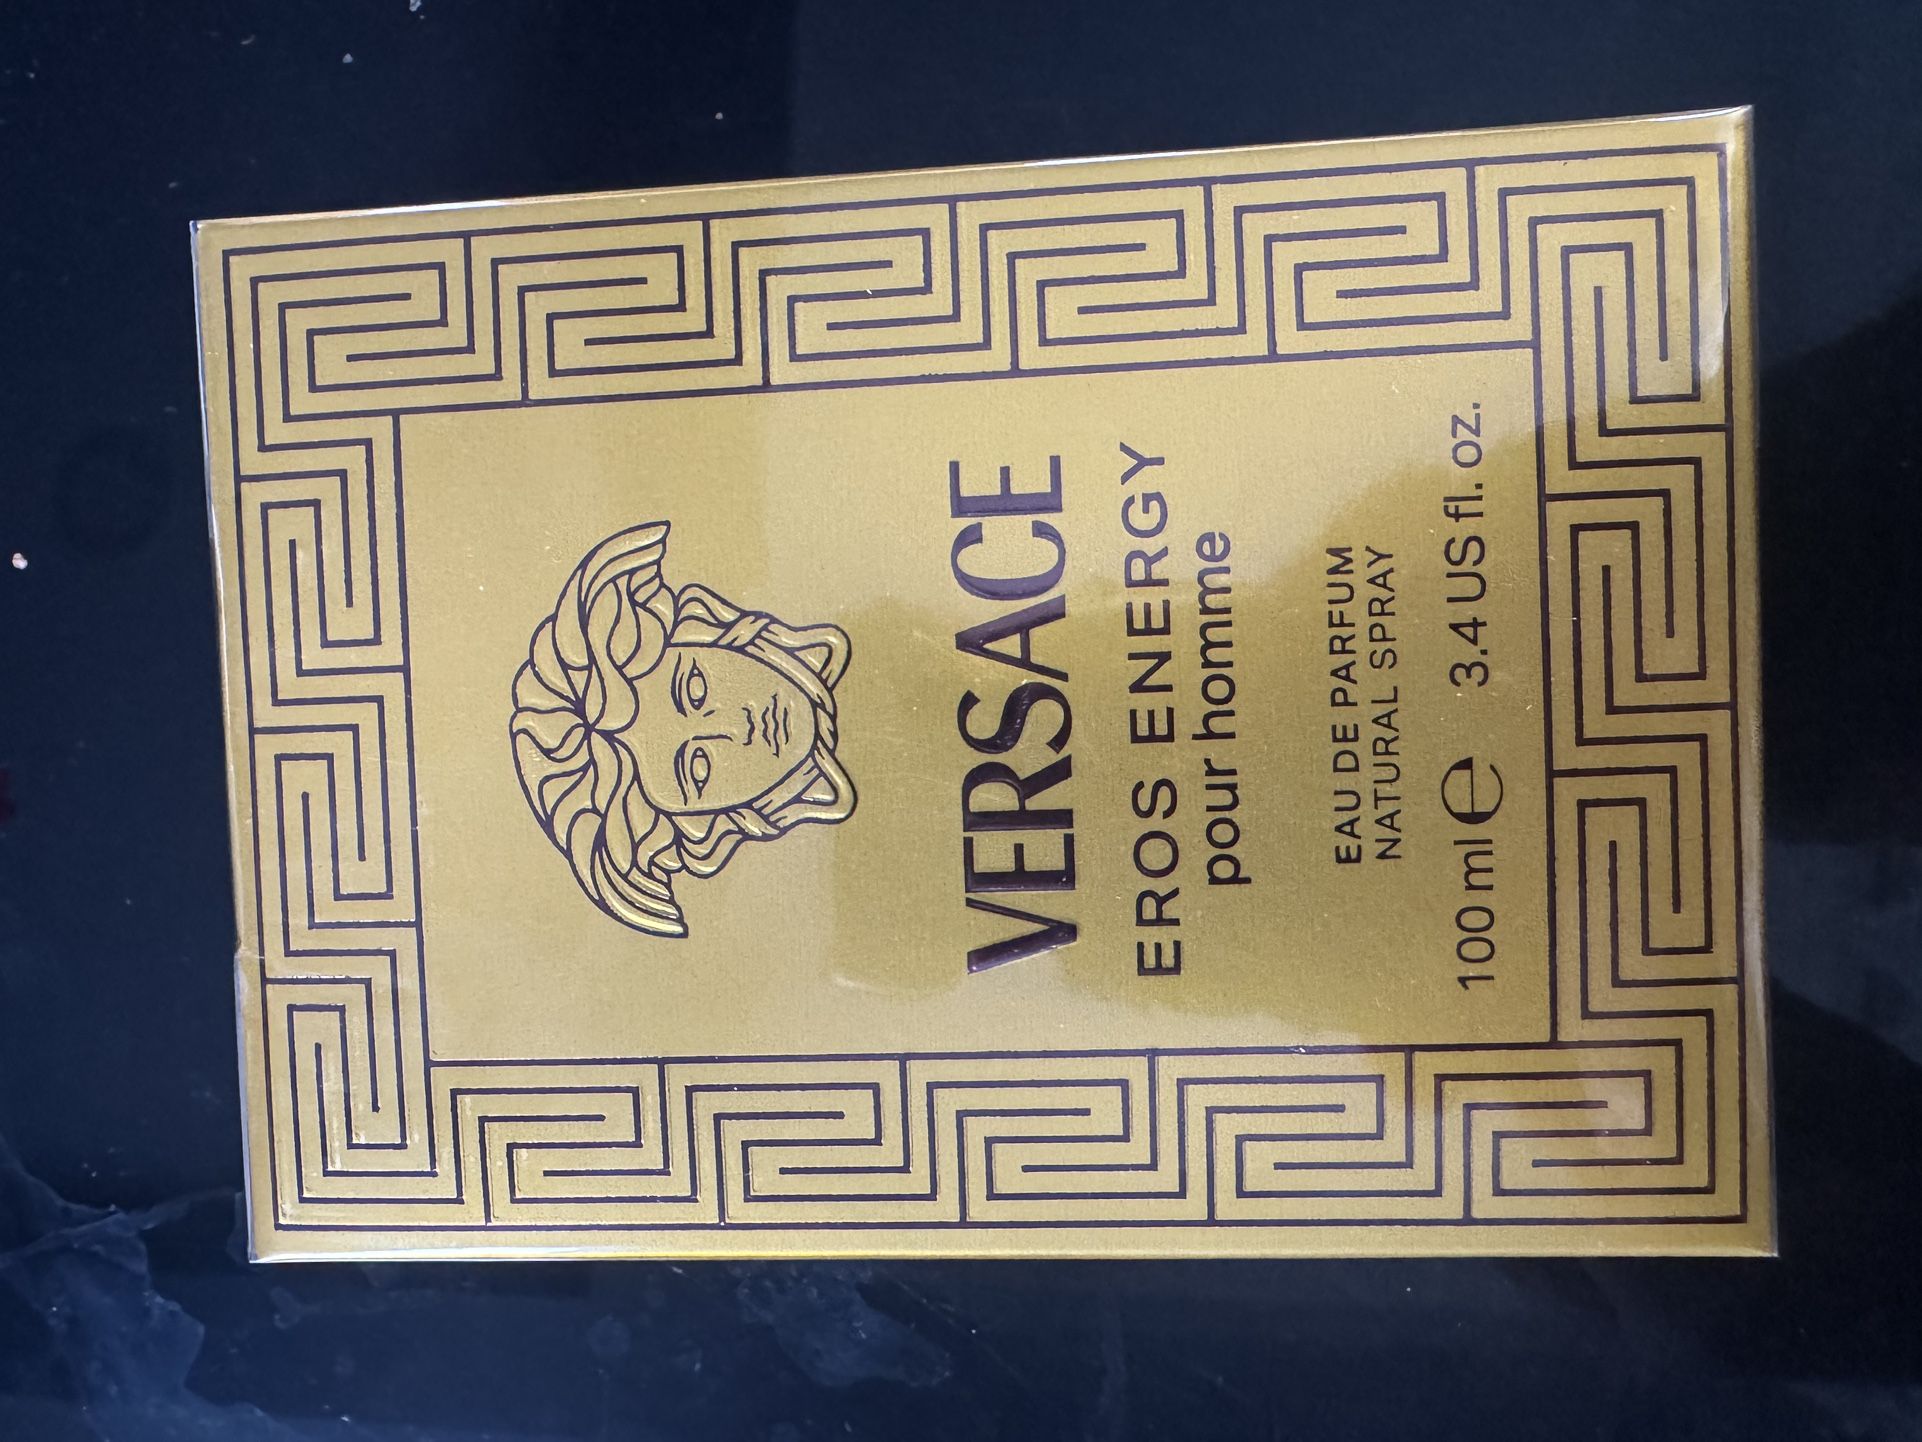 VERSACE
EROS ENERGY
pour homme
EAU DE PARFUM
NATURAL SPRAY
100 ml ℮ 3.4 US fl. oz.